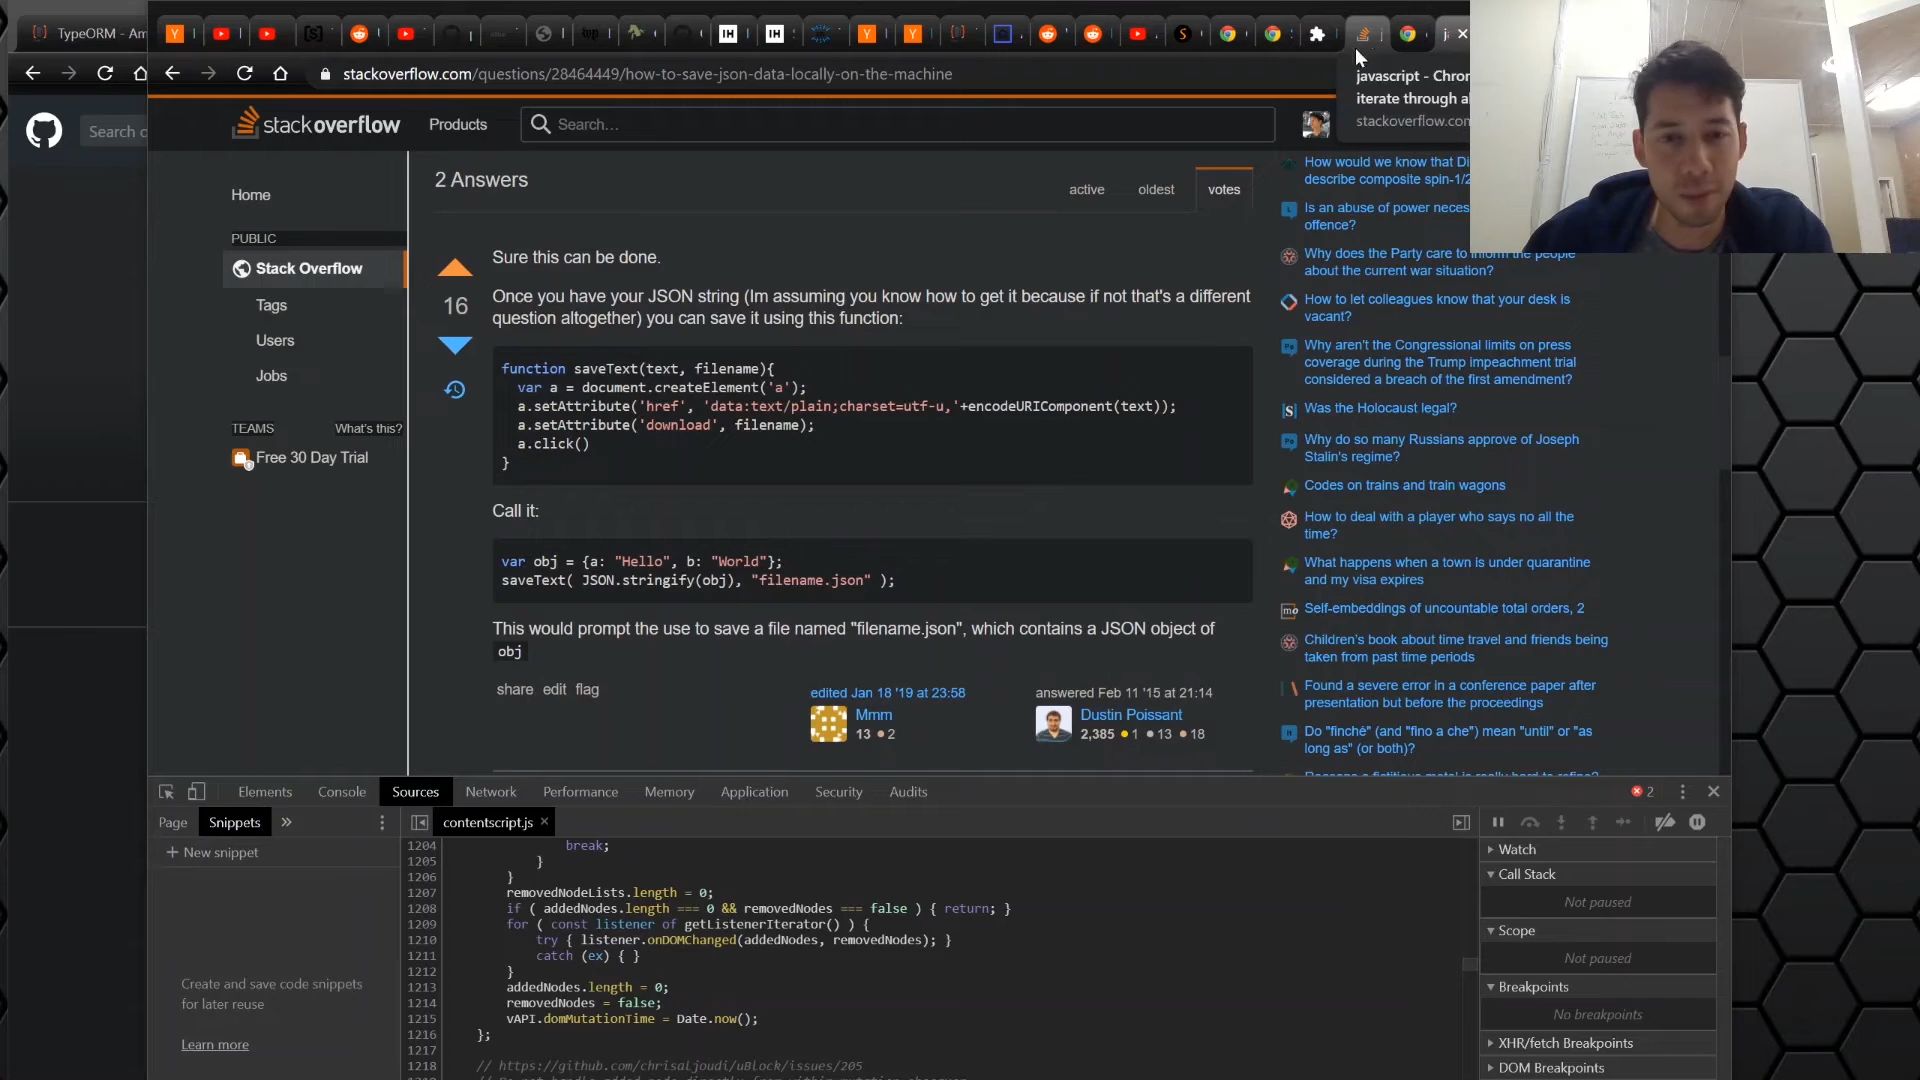 TypeORM - Am
stackoverflow.com/questions/28464449/how-to-save-json-data-locally-on-the-machine
javascript - Chron
iterate through al
stackoverflow.com
Search c
stackoverflow
Products
Search...
Home
PUBLIC
Stack Overflow
Tags
Users
Jobs
TEAMS
What's this?
Free 30 Day Trial
2 Answers
active
oldest
votes
16
Sure this can be done.
Once you have your JSON string (Im assuming you know how to get it because if not that's a different
question altogether) you can save it using this function:
function saveText(text, filename){
var a = document.createElement('a');
a.setAttribute('href', 'data:text/plain;charset=utf-u,'+encodeURIComponent(text));
a.setAttribute('download', filename);
a.click()
}
Call it:
var obj = {a: "Hello", b: "World"};
saveText( JSON.stringify(obj), "filename.json" );
This would prompt the use to save a file named "filename.json", which contains a JSON object of
obj
share edit flag
edited Jan 18 '19 at 23:58
Mmm
13 2
answered Feb 11 '15 at 21:14
Dustin Poissant
2,385 1 13 18
How would we know that Di
describe composite spin-1/2
Is an abuse of power neces
offence?
Why does the Party care to inform the people
about the current war situation?
How to let colleagues know that your desk is
vacant?
Why aren't the Congressional limits on press
coverage during the Trump impeachment trial
considered a breach of the first amendment?
Was the Holocaust legal?
Why do so many Russians approve of Joseph
Stalin's regime?
Codes on trains and train wagons
How to deal with a player who says no all the
time?
What happens when a town is under quarantine
and my visa expires
Self-embeddings of uncountable total orders, 2
Children's book about time travel and friends being
taken from past time periods
Found a severe error in a conference paper after
presentation but before the proceedings
Do "finché" (and "fino a che") mean "until" or "as
long as" (or both)?
Elements
Console
Sources
Network
Performance
Memory
Application
Security
Audits
2
Page
Snippets
contentscript.js
+ New snippet
Create and save code snippets
for later reuse
Learn more
1204 break;
1205 }
1206 }
1207 removedNodeLists.length = 0;
1208 if ( addedNodes.length === 0 && removedNodes === false ) { return; }
1209 for ( const listener of getListenerIterator() ) {
1210 try { listener.onDOMChanged(addedNodes, removedNodes); }
1211 catch (ex) { }
1212 }
1213 addedNodes.length = 0;
1214 removedNodes = false;
1215 vAPI.domMutationTime = Date.now();
1216 };
1217
1218 // https://github.com/chrisaljoudi/uBlock/issues/205
Watch
Call Stack
Not paused
Scope
Not paused
Breakpoints
No breakpoints
XHR/fetch Breakpoints
DOM Breakpoints